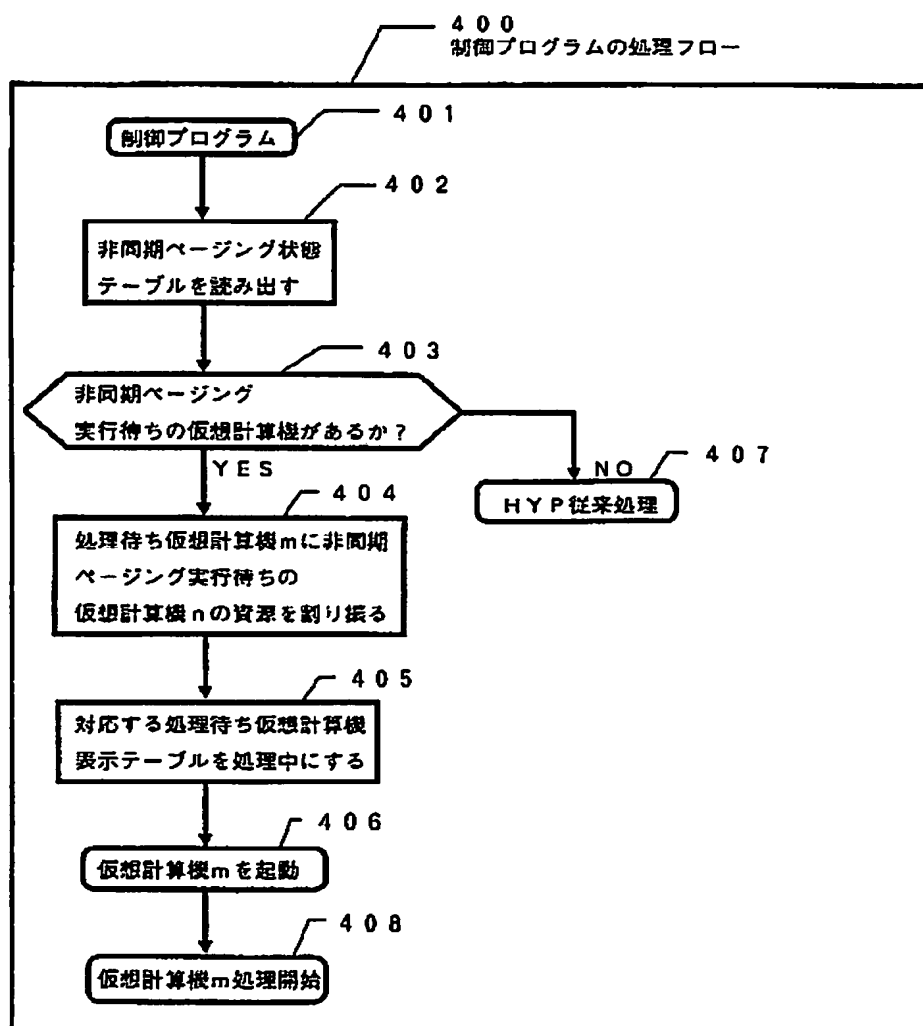 400
制御プログラムの処理フロー
401
制御プログラム
402
非同期ページング状態
テーブルを読み出す
403
非同期ページング
実行待ちの仮想計算機があるか?
YES
NO
407
HYP従来処理
404
処理待ち仮想計算機mに非同期
ページング実行待ちの
仮想計算機nの資源を割り振る
405
対応する処理待ち仮想計算機
表示テーブルを処理中にする
406
仮想計算機mを起動
408
仮想計算機m処理開始